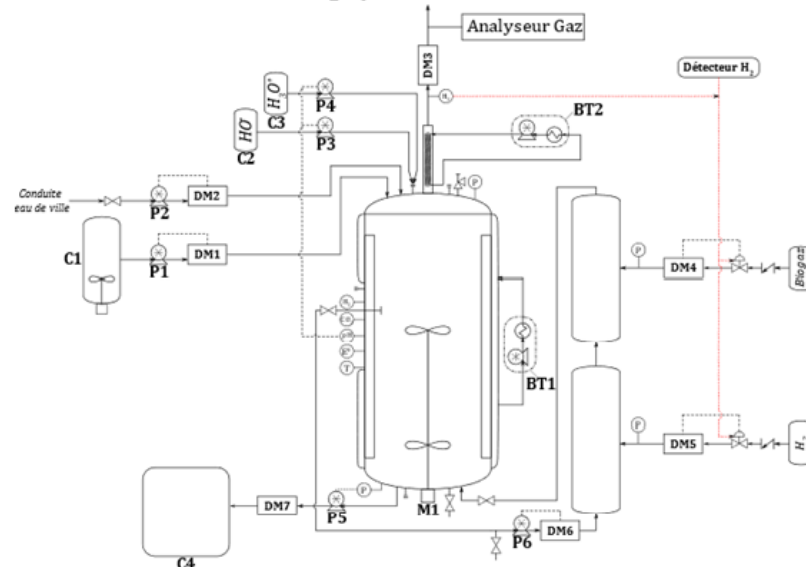 Analyseur Gaz
DM3
Détecteur H₂
P4
C3
HO
P3
C2
BT2
Conduite
eau de ville
P2
DM2
C1
P1
DM1
P
P
DM4
Biogaz
BT1
T
P
DM5
H₂
DM7
P
P5
M1
P6
DM6
C4